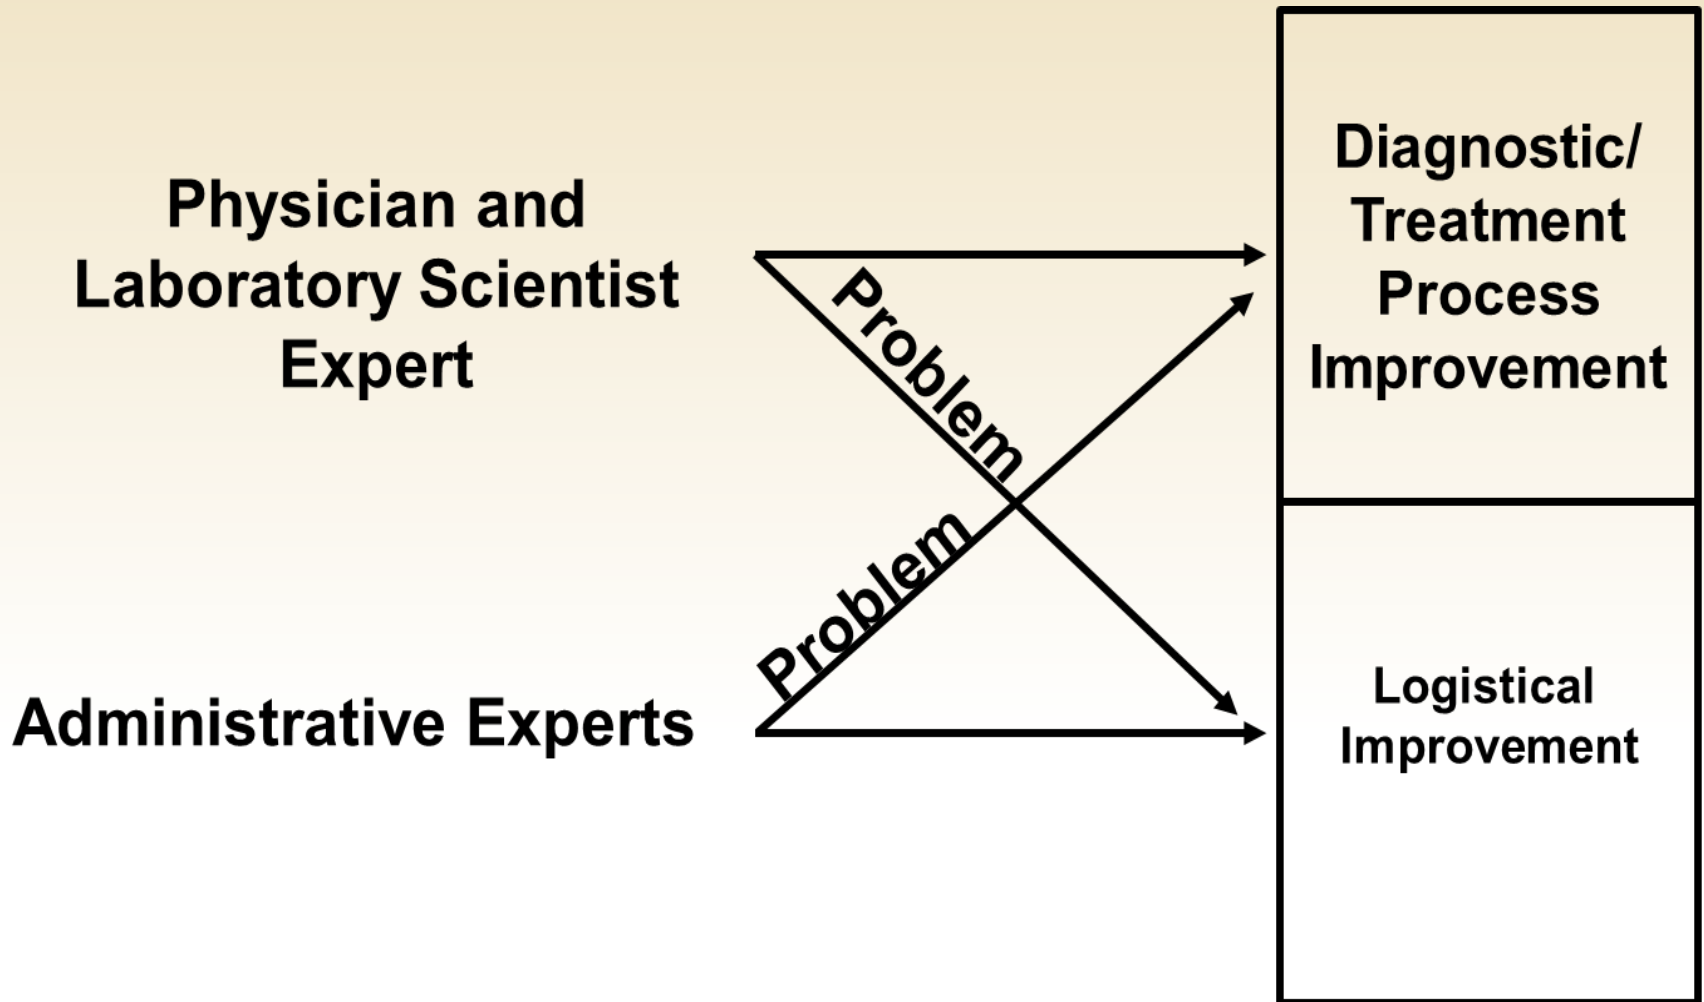 Physician and
Laboratory Scientist
Expert
Administrative Experts
Problem
Problem
Diagnostic/
Treatment
Process
Improvement
Logistical
Improvement